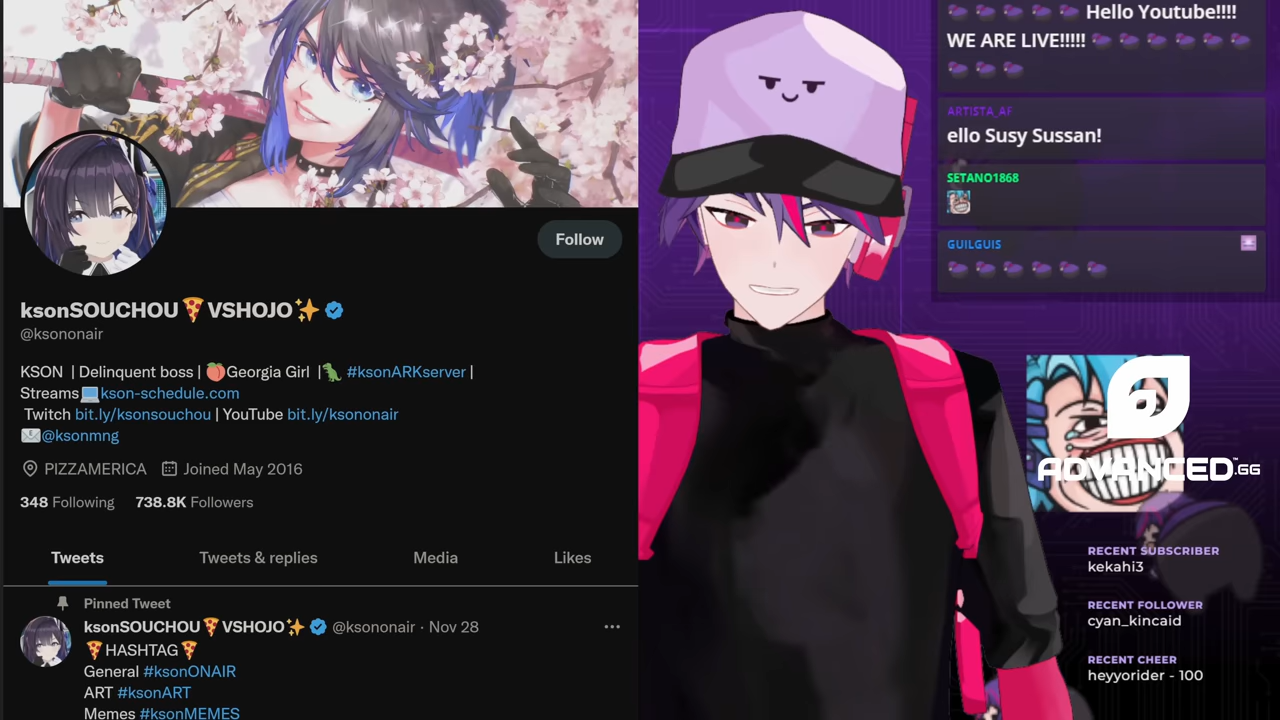 Follow
ksonSOUCHOU🍕VSHOJO✨
@ksononair
KSON | Delinquent boss | 🍑Georgia Girl |🦖 #ksonARKserver |
Streams💻kson-schedule.com
Twitch bit.ly/ksonsouchou | YouTube bit.ly/ksononair
📨@ksonmng
PIZZAMERICA Joined May 2016
348 Following 738.8K Followers
Tweets Tweets & replies Media Likes
Pinned Tweet
ksonSOUCHOU🍕VSHOJO✨ @ksononair · Nov 28 ···
🍕HASHTAG🍕
General #ksonONAIR
ART #ksonART
Memes #ksonMEMES
Hello Youtube!!!!
WE ARE LIVE!!!!!
ARTISTA_AF
ello Susy Sussan!
SETANO1868
GUILGUIS
ADVANCED™.GG
RECENT SUBSCRIBER
kekahi3
RECENT FOLLOWER
cyan_kincaid
RECENT CHEER
heyyorider - 100